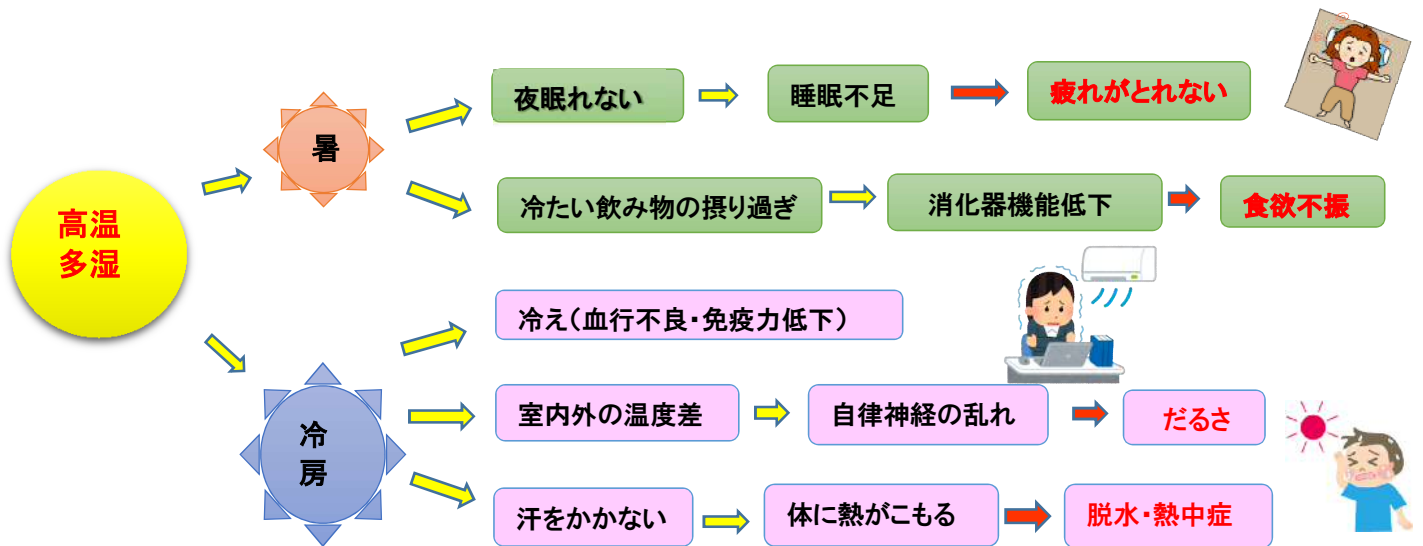 高温
多湿
暑
夜眠れない
睡眠不足
疲れがとれない
冷たい飲み物の摂り過ぎ
消化器機能低下
食欲不振
冷
房
冷え(血行不良・免疫力低下)
室内外の温度差
自律神経の乱れ
だるさ
汗をかかない
体に熱がこもる
脱水・熱中症